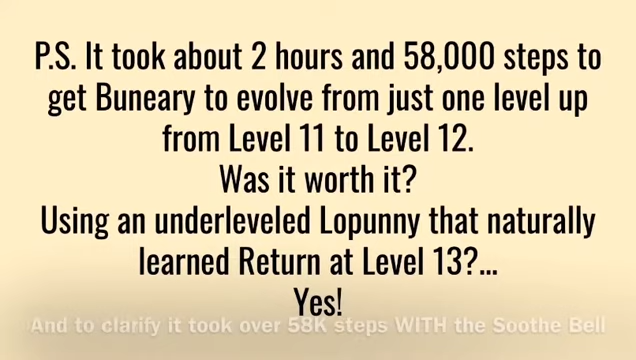 P.S. It took about 2 hours and 58,000 steps to
get Buneary to evolve from just one level up
from Level 11 to Level 12.
Was it worth it?
Using an underleveled Lopunny that naturally
learned Return at Level 13?...
Yes!
And to clarify it took over 58K steps WITH the Soothe Bell